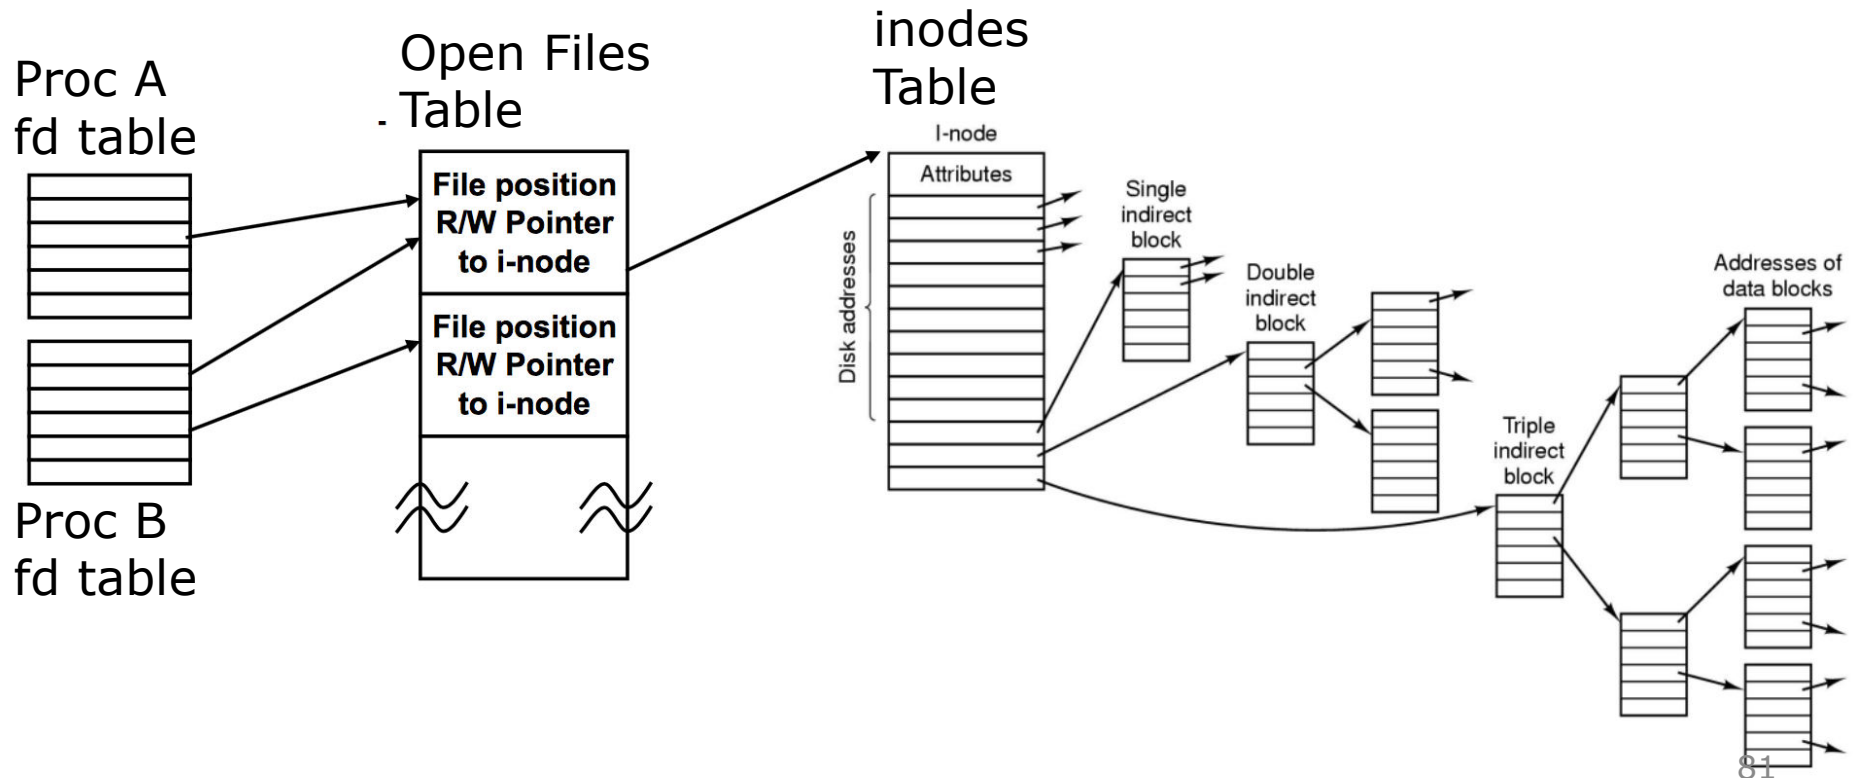 Proc A
fd table
Open Files
- Table
File position
R/W Pointer
to i-node
File position
R/W Pointer
to i-node
Proc B
fd table
inodes
Table
I-node
Attributes
Disk addresses
Single
indirect
block
Double
indirect
block
Triple
indirect
block
Addresses of
data blocks
81